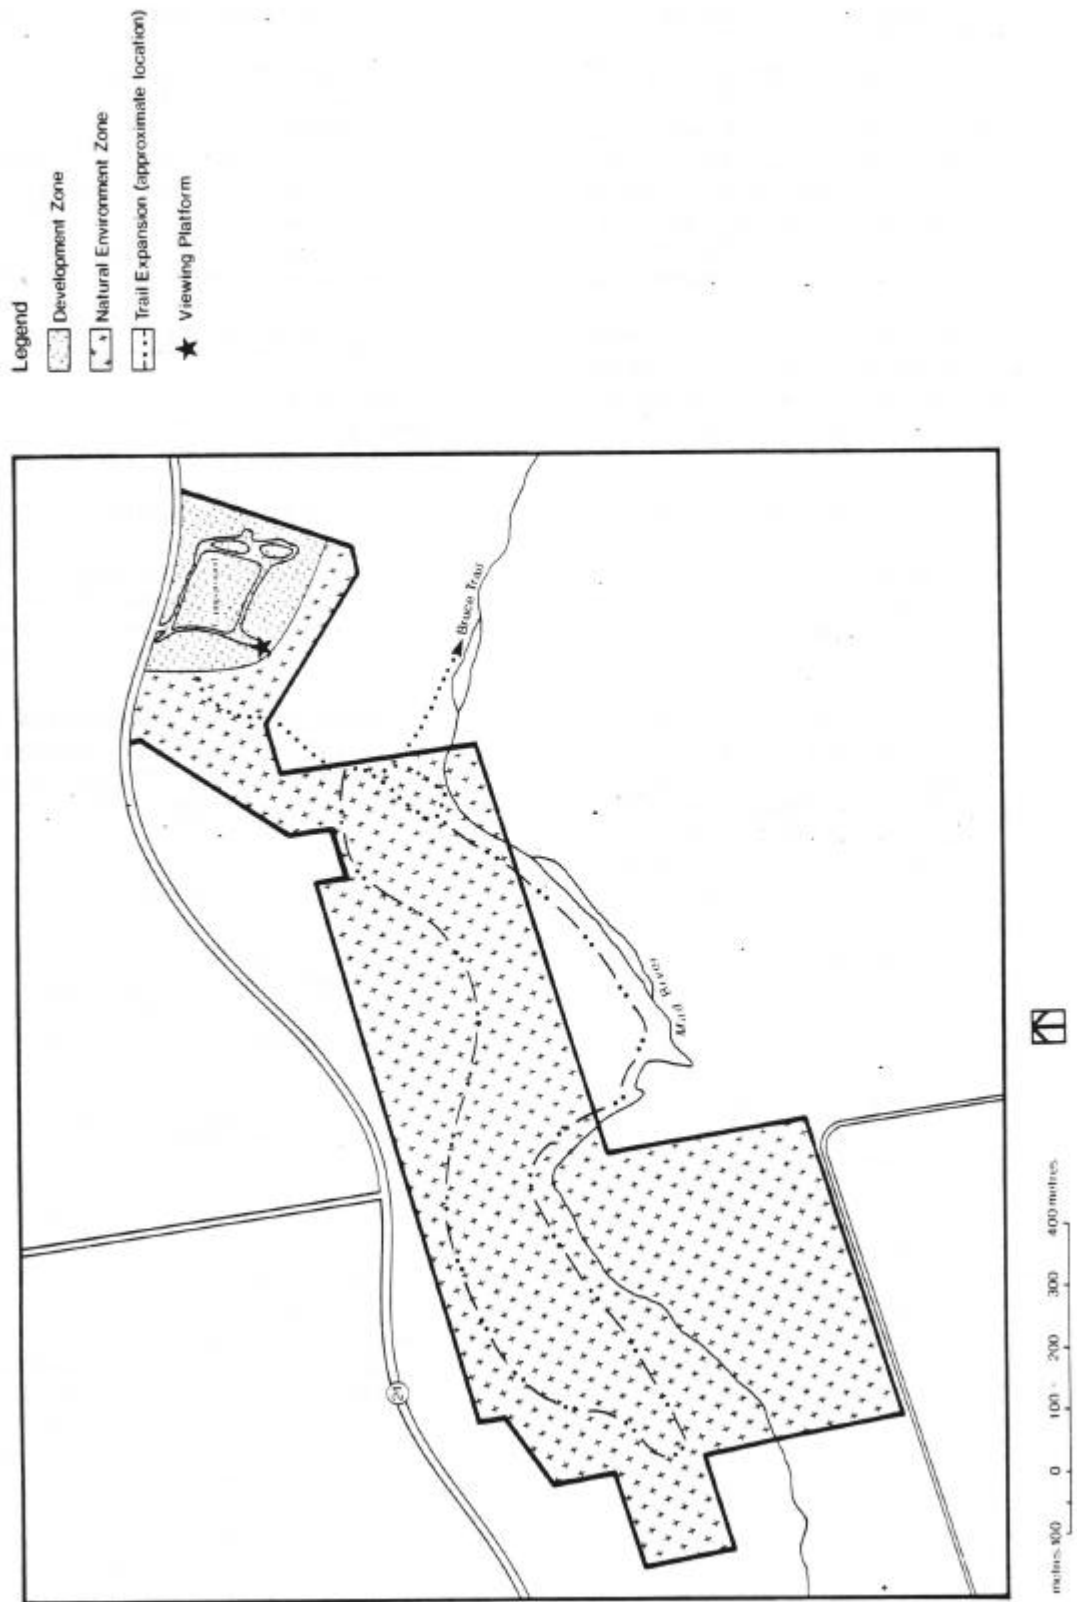 Legend
Development Zone
Natural Environment Zone
Trail Expansion (approximate location)
Viewing Platform
Bruce Trail
Mad River
24
metres 100 0 100 200 300 400 metres